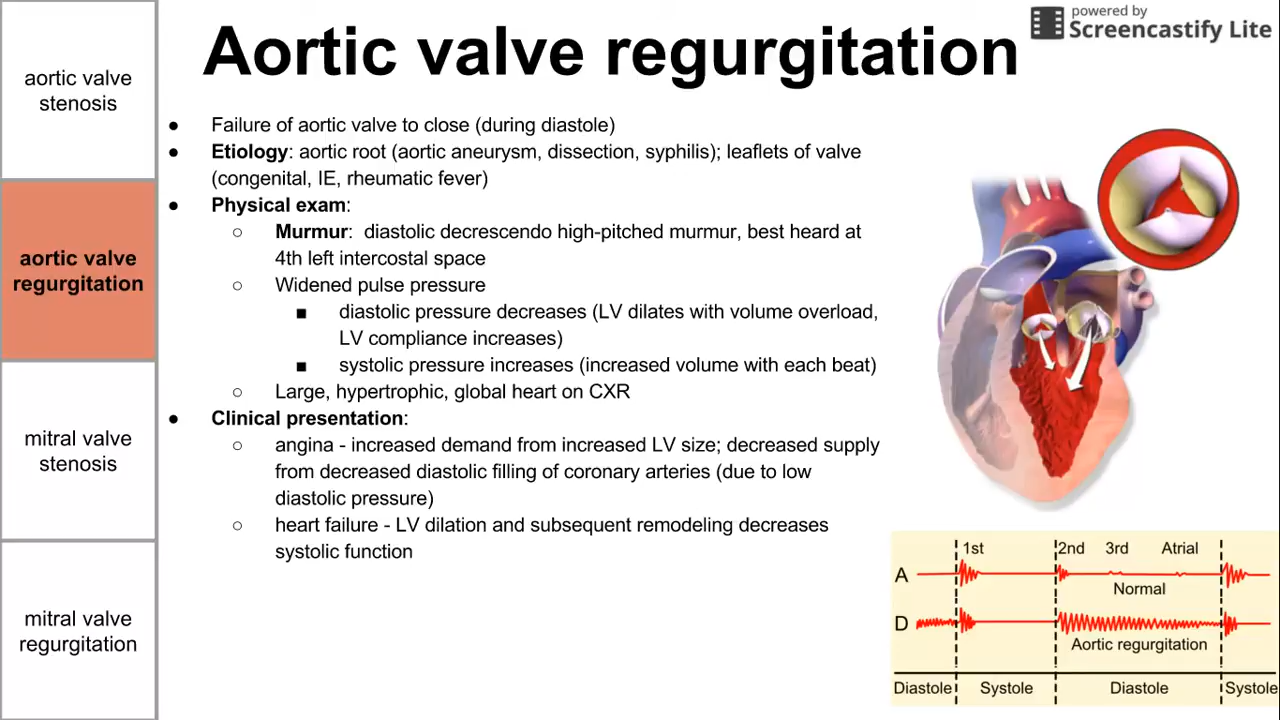 powered by
Screencastify Lite
Aortic valve regurgitation
aortic valve
stenosis
aortic valve
regurgitation
mitral valve
stenosis
mitral valve
regurgitation
● Failure of aortic valve to close (during diastole)
● Etiology: aortic root (aortic aneurysm, dissection, syphilis); leaflets of valve
(congenital, IE, rheumatic fever)
● Physical exam:
○ Murmur: diastolic decrescendo high-pitched murmur, best heard at
4th left intercostal space
○ Widened pulse pressure
■ diastolic pressure decreases (LV dilates with volume overload,
LV compliance increases)
■ systolic pressure increases (increased volume with each beat)
○ Large, hypertrophic, global heart on CXR
● Clinical presentation:
○ angina - increased demand from increased LV size; decreased supply
from decreased diastolic filling of coronary arteries (due to low
diastolic pressure)
○ heart failure - LV dilation and subsequent remodeling decreases
systolic function
1st 2nd 3rd Atrial
A
Normal
D
Aortic regurgitation
Diastole Systole Diastole Systole